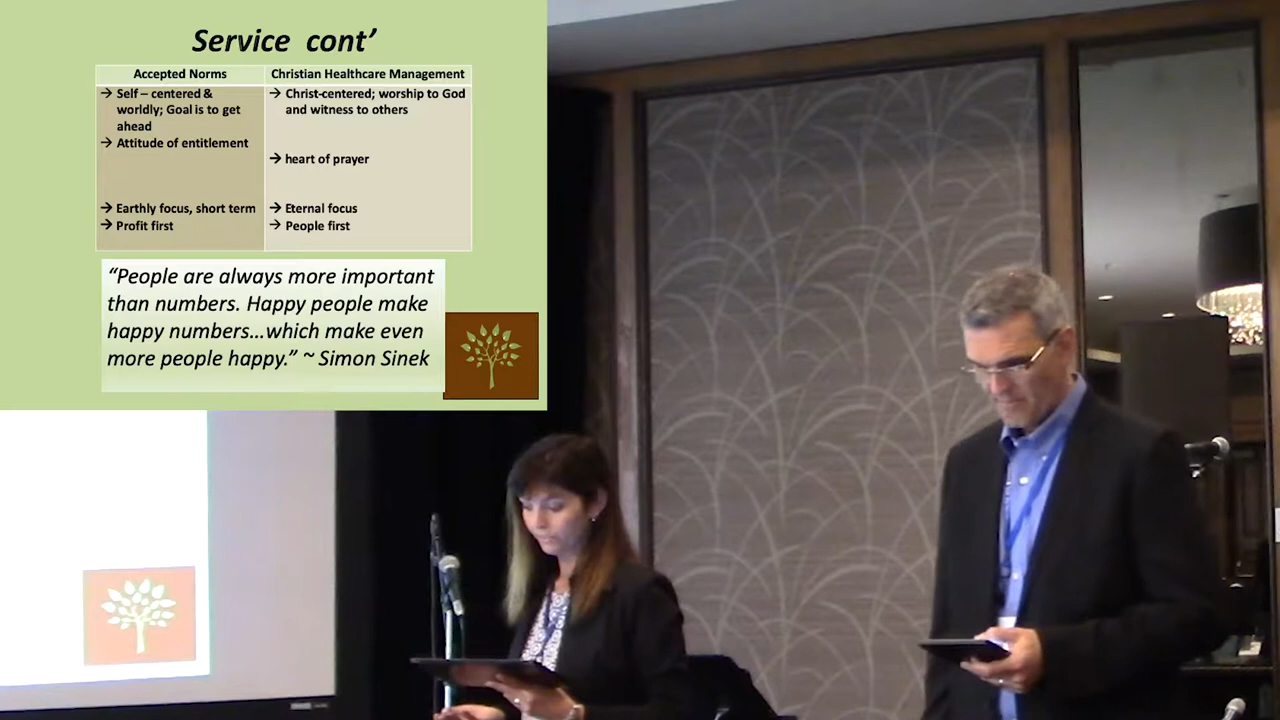 Service cont’
Accepted Norms
→ Self – centered &
worldly; Goal is to get
ahead
→ Attitude of entitlement
→ Earthly focus, short term
→ Profit first
Christian Healthcare Management
→ Christ-centered; worship to God
and witness to others
→ heart of prayer
→ Eternal focus
→ People first
“People are always more important
than numbers. Happy people make
happy numbers…which make even
more people happy.” ~ Simon Sinek